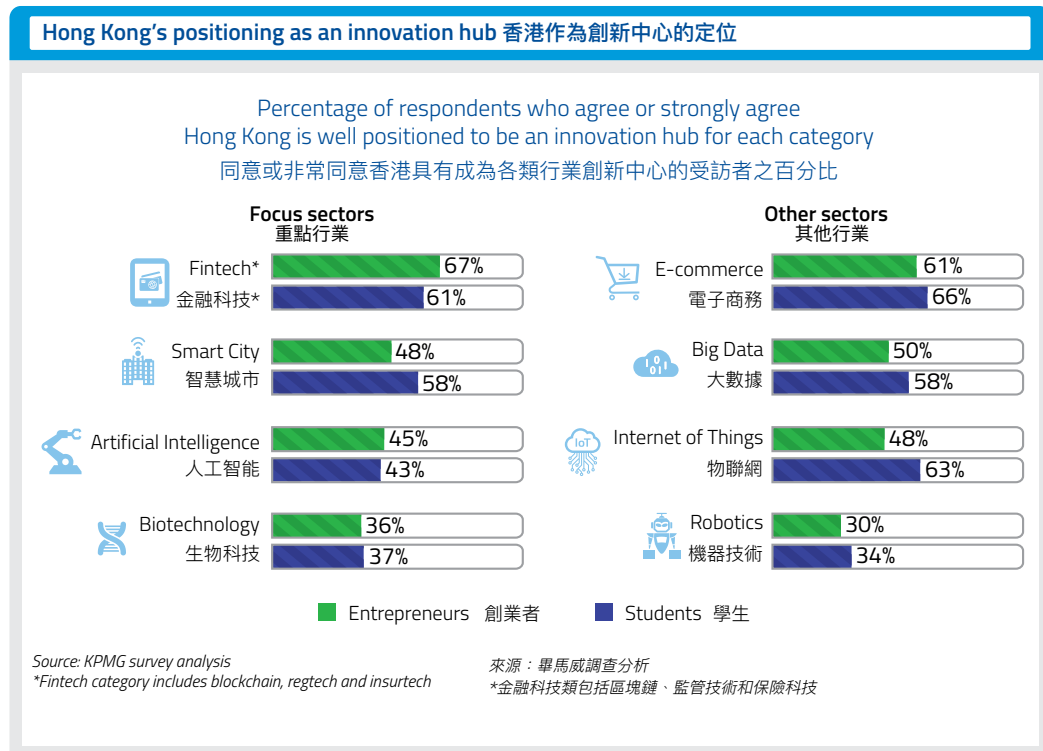 Hong Kong's positioning as an innovation hub 香港作為創新中心的定位
Percentage of respondents who agree or strongly agree
Hong Kong is well positioned to be an innovation hub for each category
同意或非常同意香港具有成為各類行業創新中心的受訪者之百分比
Focus sectors
重點行業
Fintech* 67%
金融科技* 61%
Smart City 48%
智慧城市 58%
Artificial Intelligence 45%
人工智能 43%
Biotechnology 36%
生物科技 37%
Other sectors
其他行業
E-commerce 61%
電子商務 66%
Big Data 50%
大數據 58%
IoT
Internet of Things 48%
物聯網 63%
Robotics 30%
機器技術 34%
Entrepreneurs 創業者 Students 學生
Source: KPMG survey analysis
*Fintech category includes blockchain, regtech and insurtech
來源：畢馬威調查分析
*金融科技類包括區塊鏈、監管技術和保險科技